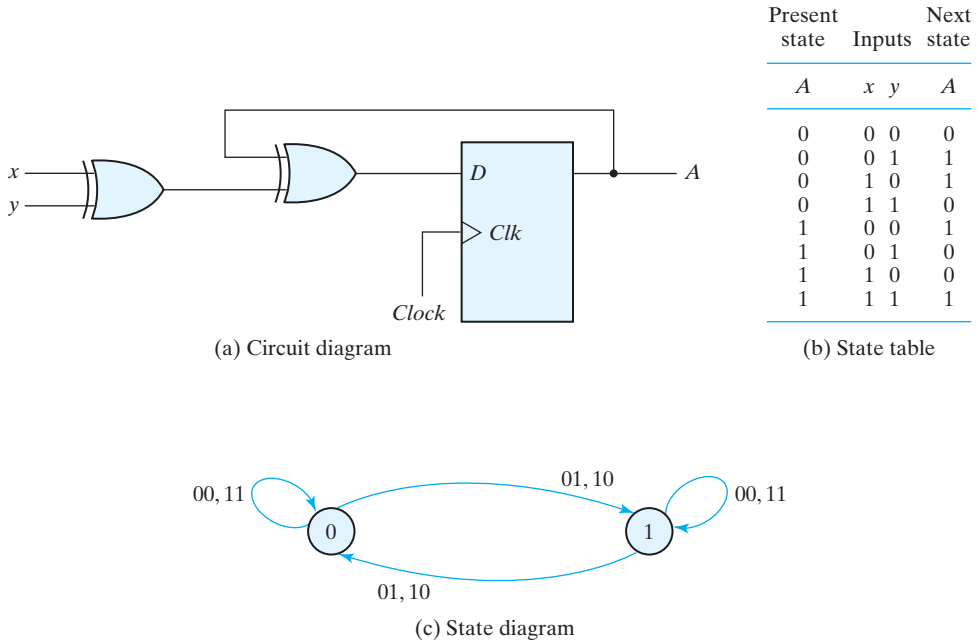 Present Next
state Inputs state
A x y A
0 0 0 0
0 0 1 1
0 1 0 1
0 1 1 0
1 0 0 1
1 0 1 0
1 1 0 0
1 1 1 1
(b) State table
x
y
D
A
Clk
Clock
(a) Circuit diagram
00, 11
01, 10
00, 11
0
1
01, 10
(c) State diagram